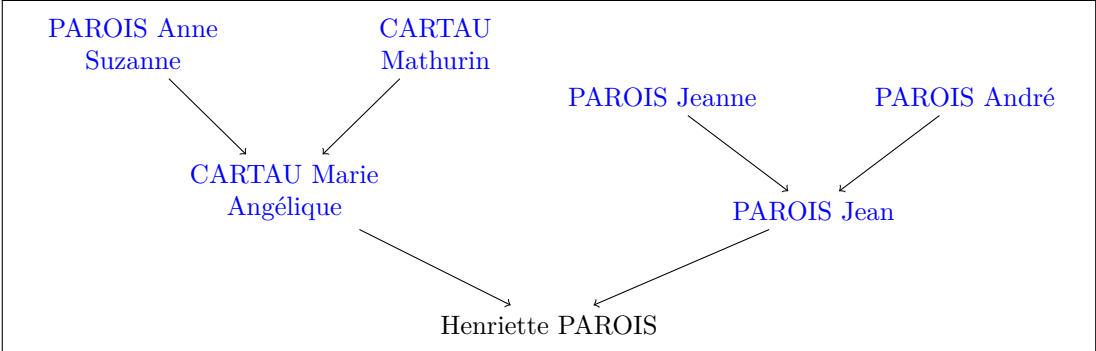 PAROIS Anne
Suzanne
CARTAU
Mathurin
PAROIS Jeanne
PAROIS André
CARTAU Marie
Angélique
PAROIS Jean
Henriette PAROIS